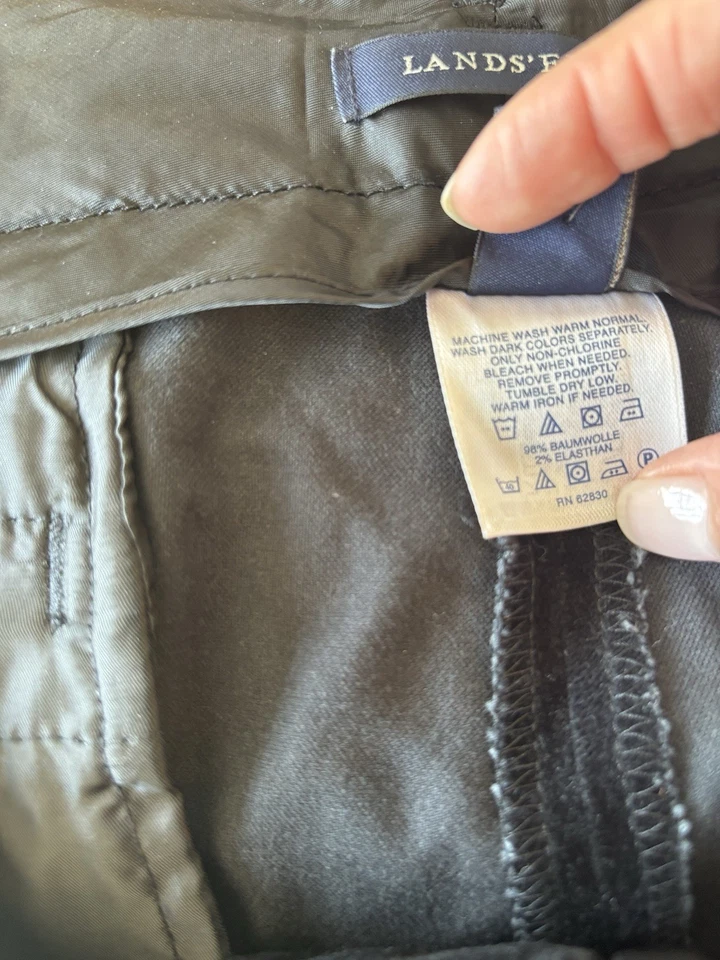 LANDS'E
MACHINE WASH WARM NORMAL.
WASH DARK COLORS SEPARATELY.
ONLY NON-CHLORINE
BLEACH WHEN NEEDED.
REMOVE PROMPTLY.
TUMBLE DRY LOW.
WARM IRON IF NEEDED.
98% BAUMWOLLE
2% ELASTHAN
40 P
RN 62830